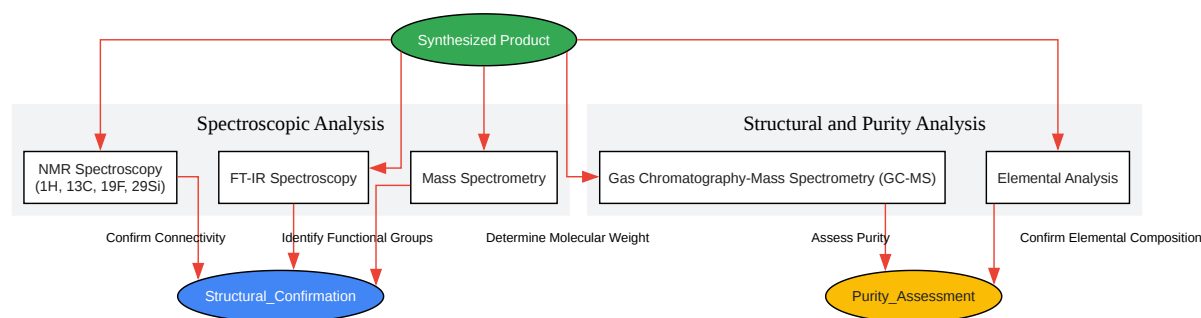 Synthesized Product
Spectroscopic Analysis
Structural and Purity Analysis
NMR Spectroscopy
(1H, 13C, 19F, 29Si)
FT-IR Spectroscopy
Mass Spectrometry
Gas Chromatography-Mass Spectrometry (GC-MS)
Elemental Analysis
Confirm Connectivity
Identify Functional Groups
Determine Molecular Weight
Assess Purity
Confirm Elemental Composition
Structural_Confirmation
Purity_Assessment